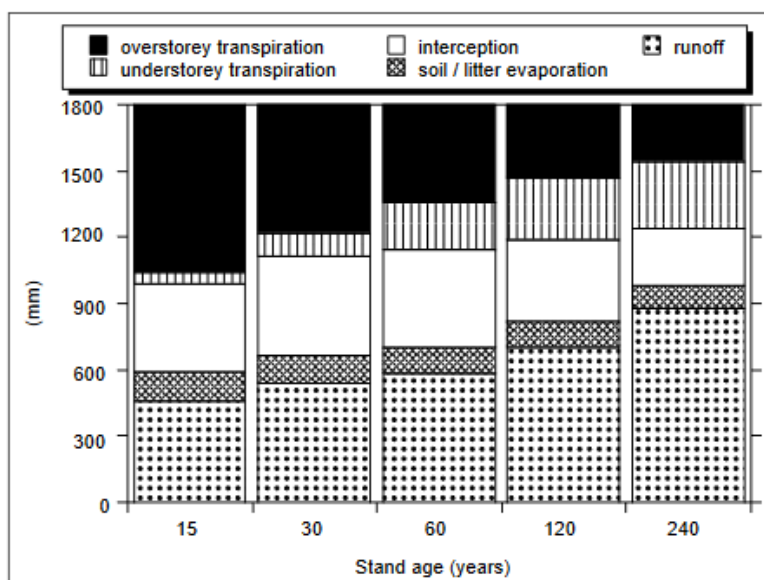 overstorey transpiration interception runoff
understorey transpiration soil / litter evaporation
1800
1500
1200
900
600
300
0
(mm)
15 30 60 120 240
Stand age (years)